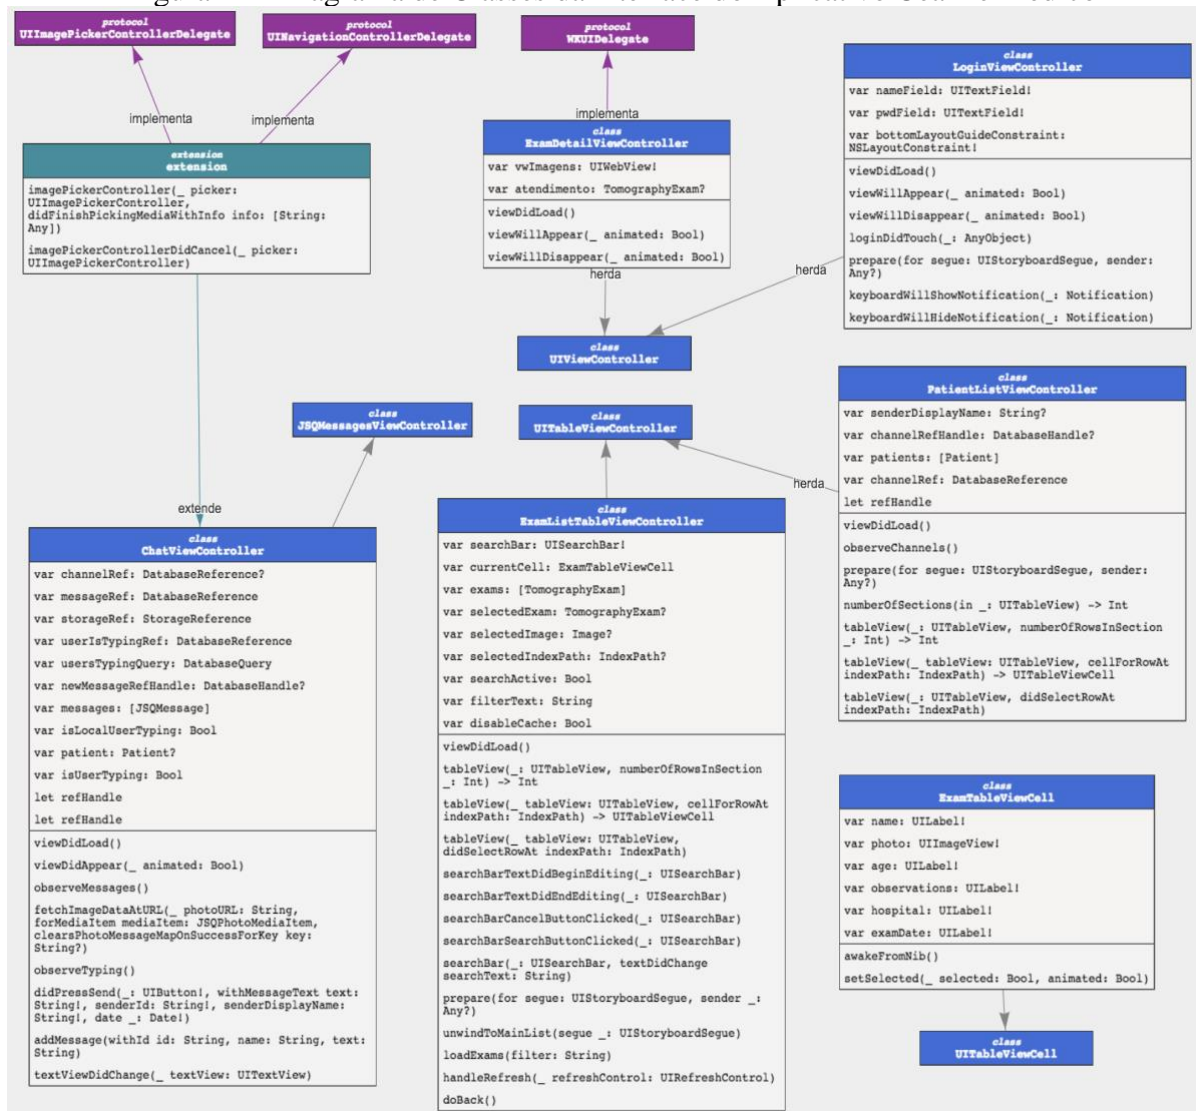 protocol
UIImagePickerControllerDelegate
protocol
UINavigationControllerDelegate
implementa
implementa
extension
extension
imagePickerController(_ picker:
UIImagePickerController,
didFinishPickingMediaWithInfo info: [String:
Any])
imagePickerControllerDidCancel(_ picker:
UIImagePickerController)
extende
protocol
WKUIDelegate
implementa
class
ExamDetailViewController
var vwImagens: UIWebView!
var atendimento: TomographyExam?
viewDidLoad()
viewWillAppear(_ animated: Bool)
viewWillDisappear(_ animated: Bool)
herda
class
UIViewController
class
LoginViewController
var nameField: UITextField!
var pwdField: UITextField!
var bottomLayoutGuideConstraint:
NSLayoutConstraint!
viewDidLoad()
viewWillAppear(_ animated: Bool)
viewWillDisappear(_ animated: Bool)
loginDidTouch(_: AnyObject)
prepare(for segue: UIStoryboardSegue, sender:
Any?)
keyboardWillShowNotification(_: Notification)
keyboardWillHideNotification(_: Notification)
herda
class
JSQMessagesViewController
class
UITableViewController
herda
class
PatientListViewController
var senderDisplayName: String?
var channelRefHandle: DatabaseHandle?
var patients: [Patient]
var channelRef: DatabaseReference
let refHandle
viewDidLoad()
observeChannels()
prepare(for segue: UIStoryboardSegue, sender:
Any?)
numberOfSections(in _: UITableView) -> Int
tableView(_: UITableView, numberOfRowsInSection
_: Int) -> Int
tableView(_ tableView: UITableView, cellForRowAt
indexPath: IndexPath) -> UITableViewCell
tableView(_: UITableView, didSelectRowAt
indexPath: IndexPath)
class
ChatViewController
var channelRef: DatabaseReference?
var messageRef: DatabaseReference
var storageRef: StorageReference
var userIsTypingRef: DatabaseReference
var usersTypingQuery: DatabaseQuery
var newMessageRefHandle: DatabaseHandle?
var messages: [JSQMessage]
var isLocalUserTyping: Bool
var patient: Patient?
var isUserTyping: Bool
let refHandle
let refHandle
viewDidLoad()
viewDidAppear(_ animated: Bool)
observeMessages()
fetchImageDataAtURL(_ photoURL: String,
forMediaItem mediaItem: JSQPhotoMediaItem,
clearsPhotoMessageMapOnSuccessForKey key:
String?)
observeTyping()
didPressSend(_: UIButton!, withMessageText text:
String!, senderId: String!, senderDisplayName:
String!, date _: Date!)
addMessage(withId id: String, name: String, text:
String)
textViewDidChange(_ textView: UITextView)
class
ExamListTableViewController
var searchBar: UISearchBar!
var currentCell: ExamTableViewCell
var exams: [TomographyExam]
var selectedExam: TomographyExam?
var selectedImage: Image?
var selectedIndexPath: IndexPath?
var searchActive: Bool
var filterText: String
var disableCache: Bool
viewDidLoad()
tableView(_: UITableView, numberOfRowsInSection
_: Int) -> Int
tableView(_ tableView: UITableView, cellForRowAt
indexPath: IndexPath) -> UITableViewCell
tableView(_ tableView: UITableView,
didSelectRowAt indexPath: IndexPath)
searchBarTextDidBeginEditing(_: UISearchBar)
searchBarTextDidEndEditing(_: UISearchBar)
searchBarCancelButtonClicked(_: UISearchBar)
searchBarSearchButtonClicked(_: UISearchBar)
searchBar(_: UISearchBar, textDidChange
searchText: String)
prepare(for segue: UIStoryboardSegue, sender _:
Any?)
unwindToMainList(segue _: UIStoryboardSegue)
loadExams(filter: String)
handleRefresh(_ refreshControl: UIRefreshControl)
doBack()
class
ExamTableViewCell
var name: UILabel!
var photo: UIImageView!
var age: UILabel!
var observations: UILabel!
var hospital: UILabel!
var examDate: UILabel!
awakeFromNib()
setSelected(_ selected: Bool, animated: Bool)
class
UITableViewCell